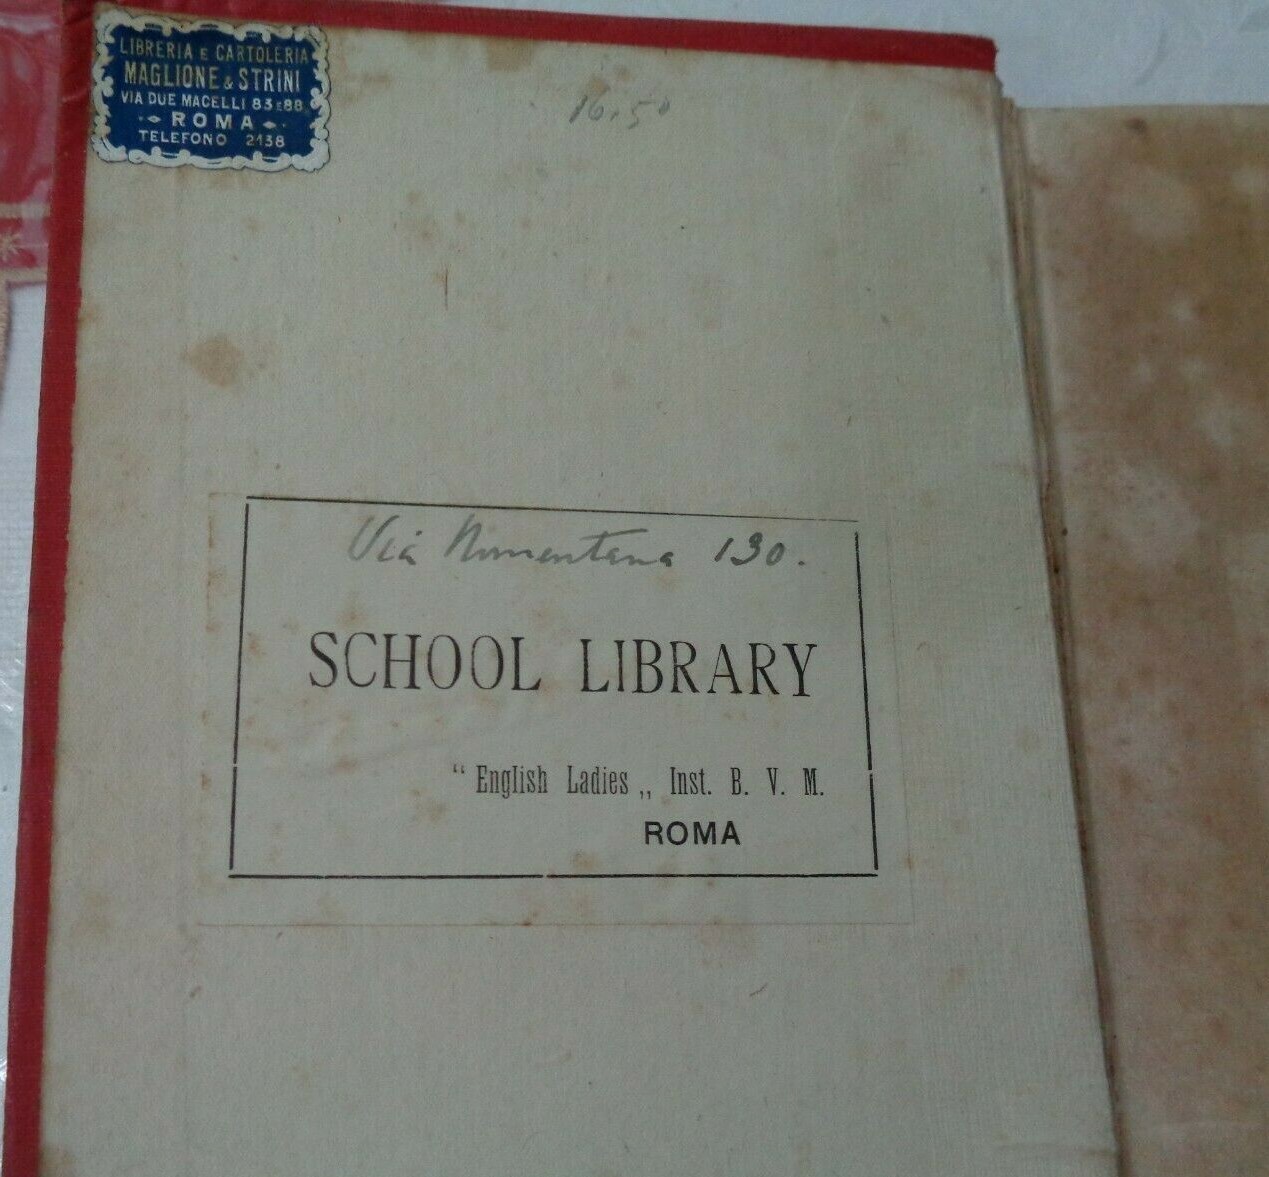 LIBRERIA E CARTOLERIA
MAGLIONE & STRINI
VIA DUE MACELLI 83 E 88
ROMA
TELEFONO 2138
16.50
Via Nomentana 130.
SCHOOL LIBRARY
“ English Ladies „ Inst. B. V. M.
ROMA